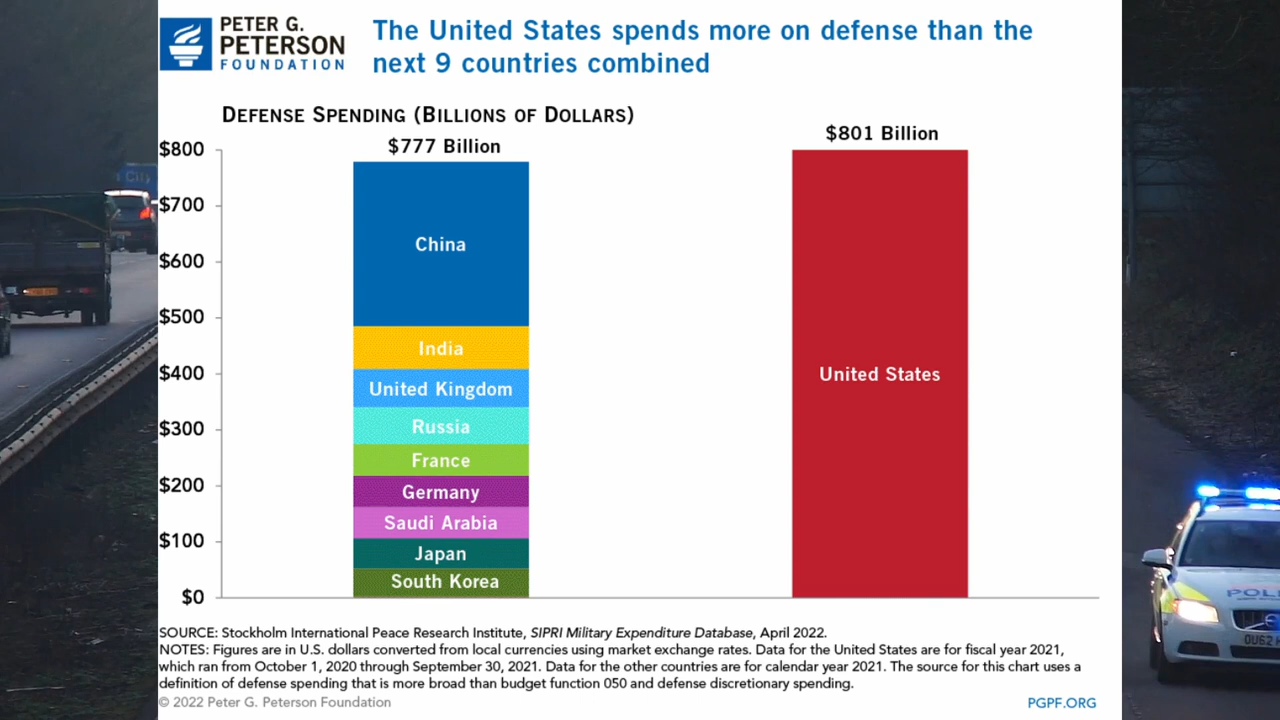 PETER G.
PETERSON
FOUNDATION
The United States spends more on defense than the
next 9 countries combined
DEFENSE SPENDING (BILLIONS OF DOLLARS)
$777 Billion
$801 Billion
$800
$700
$600
$500
$400
$300
$200
$100
$0
China
India
United Kingdom
Russia
France
Germany
Saudi Arabia
Japan
South Korea
United States
SOURCE: Stockholm International Peace Research Institute, SIPRI Military Expenditure Database, April 2022.
NOTES: Figures are in U.S. dollars converted from local currencies using market exchange rates. Data for the United States are for fiscal year 2021,
which ran from October 1, 2020 through September 30, 2021. Data for the other countries are for calendar year 2021. The source for this chart uses a
definition of defense spending that is more broad than budget function 050 and defense discretionary spending.
© 2022 Peter G. Peterson Foundation
PGPF.ORG
City